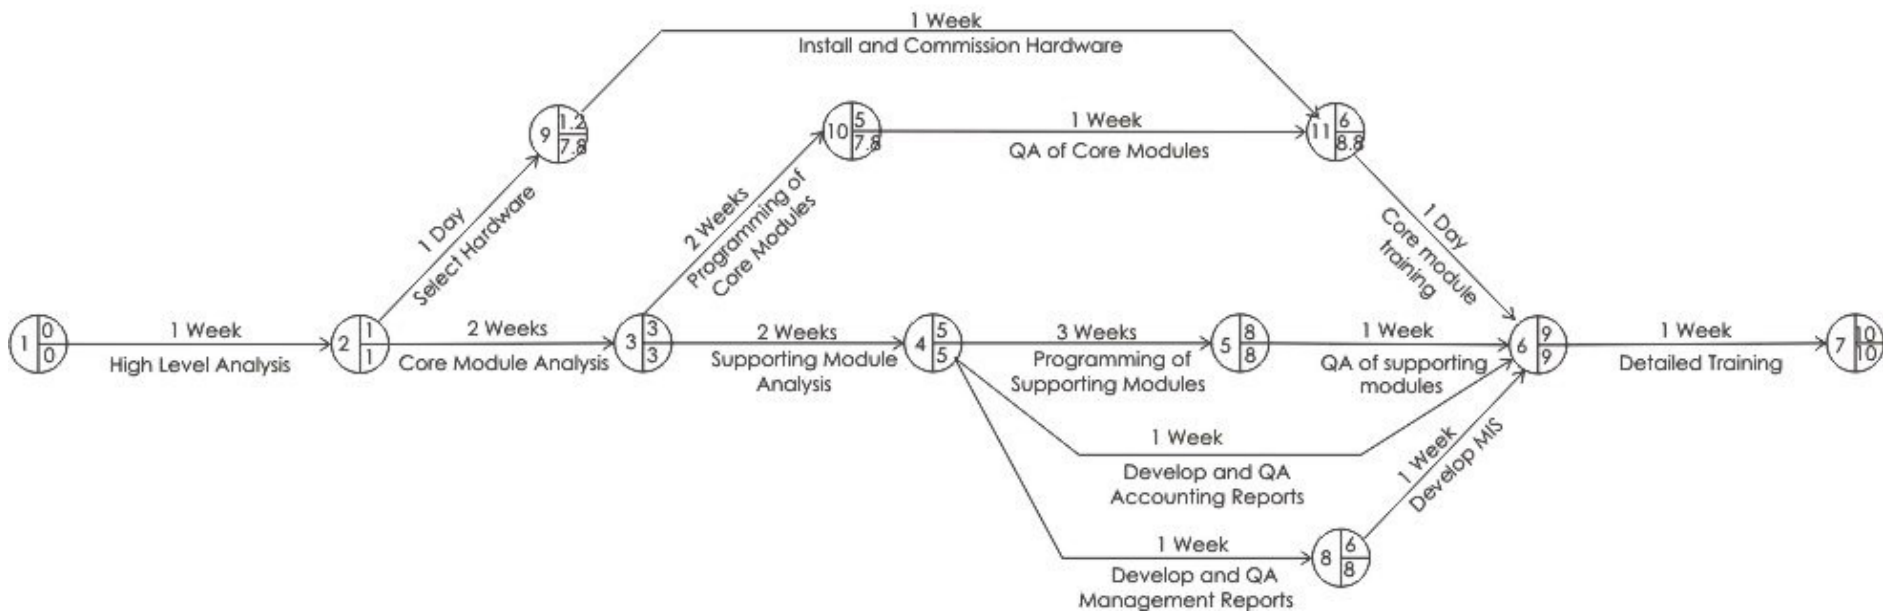 1 Week
Install and Commission Hardware
9 1.2 7.8
10 5 7.8
1 Week
QA of Core Modules
11 6 8.8
1 Day
Select Hardware
2 Weeks
Programming of
Core Modules
1 Day
Core module
training
1 0 0
1 Week
High Level Analysis
2 1 1
2 Weeks
Core Module Analysis
3 3 3
2 Weeks
Supporting Module
Analysis
4 5 5
3 Weeks
Programming of
Supporting Modules
5 8 8
1 Week
QA of supporting
modules
6 9 9
1 Week
Detailed Training
7 10 10
1 Week
Develop and QA
Accounting Reports
1 Week
Develop MIS
1 Week
Develop and QA
Management Reports
8 6 8